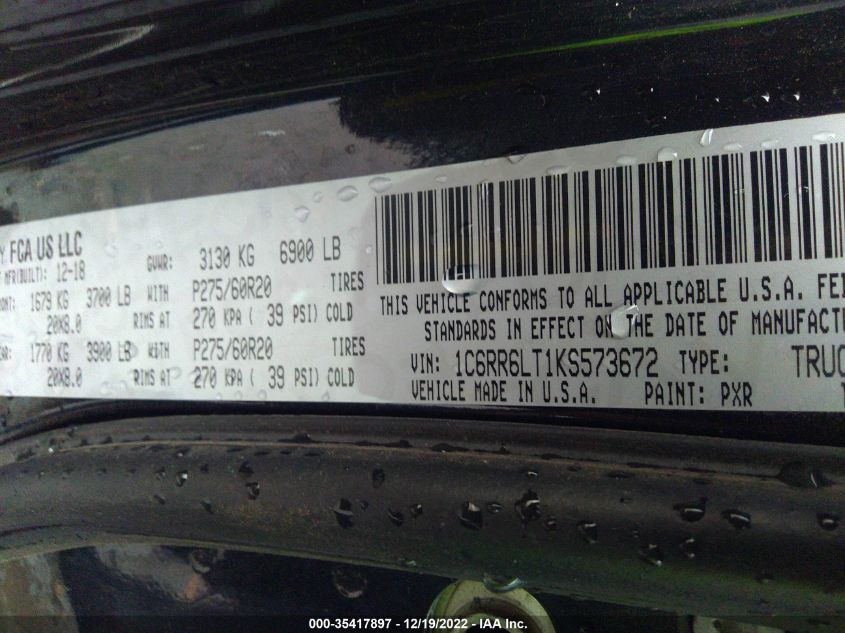 FCA US LLC
MFR(BUILT): 12-18 GVWR: 3130 KG 6900 LB
1679 KG 3700 LB WITH P275/60R20 TIRES
20X8.0 RIMS AT 270 KPA ( 39 PSI) COLD
1770 KG 3900 LB WITH P275/60R20 TIRES
20X8.0 RIMS AT 270 KPA ( 39 PSI) COLD
THIS VEHICLE CONFORMS TO ALL APPLICABLE U.S.A. FE
STANDARDS IN EFFECT ON THE DATE OF MANUFACT
VIN: 1C6RR6LT1KS573672 TYPE: TRUC
VEHICLE MADE IN U.S.A. PAINT: PXR
000-35417897 - 12/19/2022 - IAA Inc.